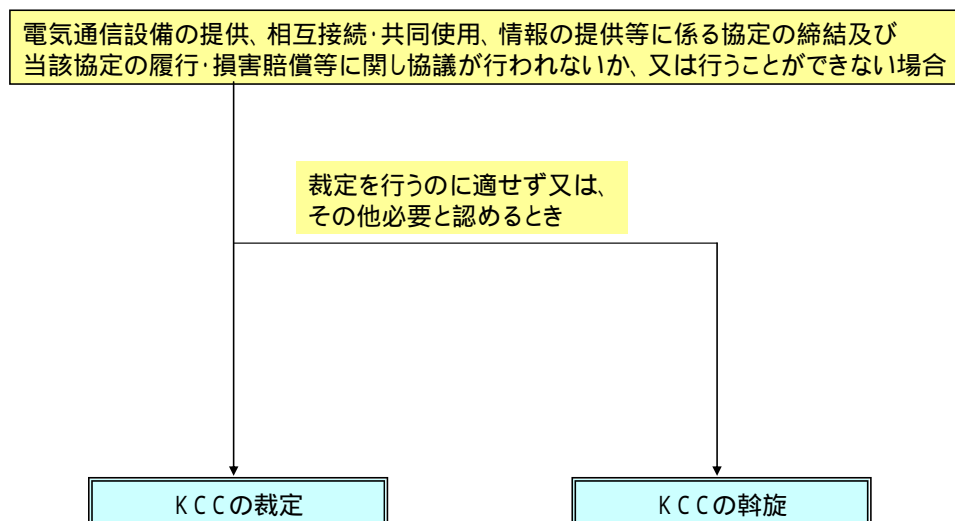 電気通信設備の提供、相互接続･共同使用、情報の提供等に係る協定の締結及び
当該協定の履行･損害賠償等に関し協議が行われないか、又は行うことができない場合
裁定を行うのに適せず又は、
その他必要と認めるとき
ＫＣＣの裁定
ＫＣＣの斡旋